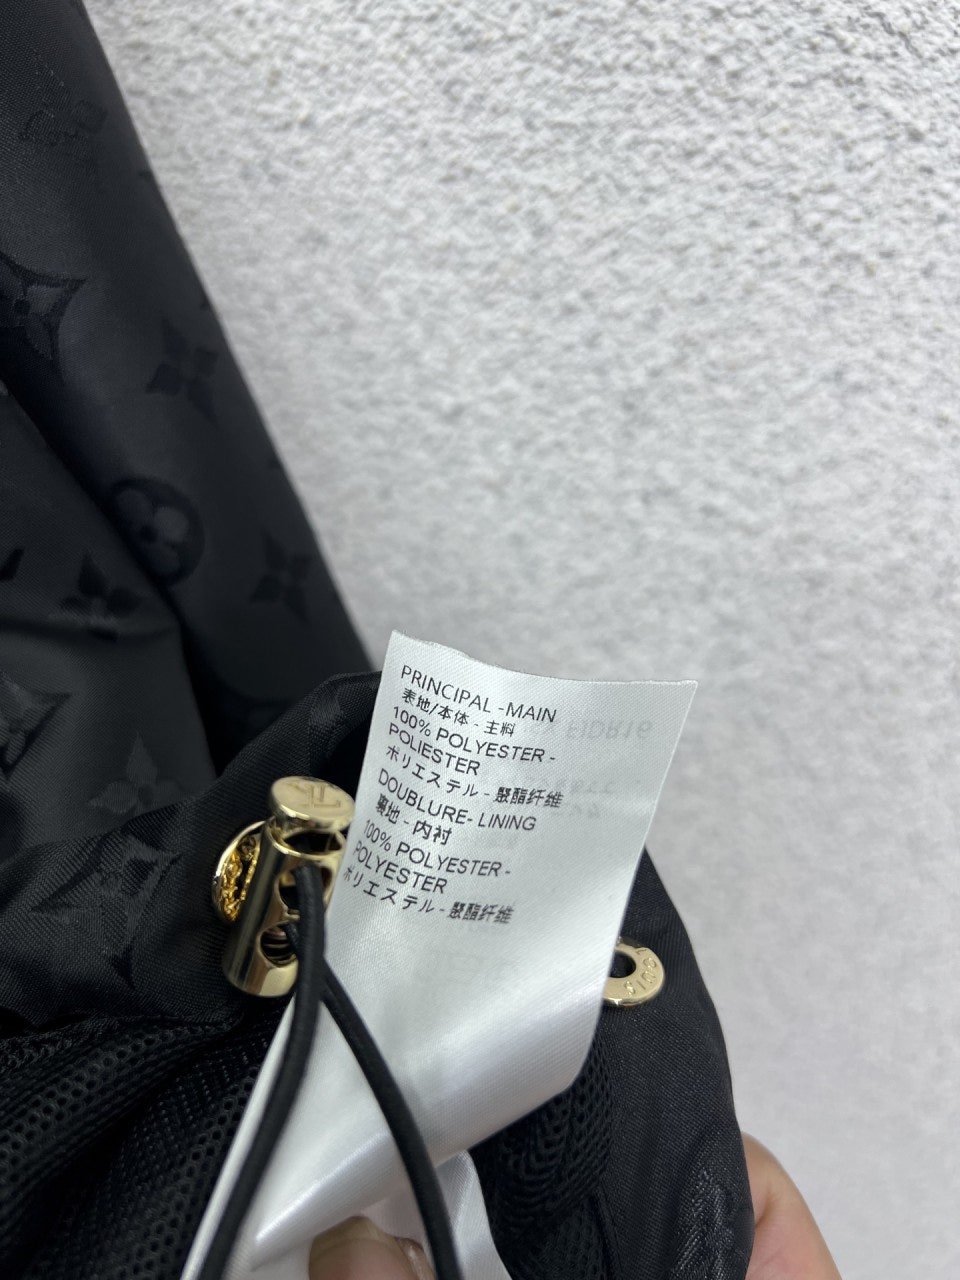 PRINCIPAL -MAIN
表地/本体 - 主料
100% POLYESTER -
POLIESTER
ポリエステル - 聚酯纤维
DOUBLURE- LINING
裏地 - 内衬
100% POLYESTER -
POLYESTER
ポリエステル - 聚酯纤维
LV